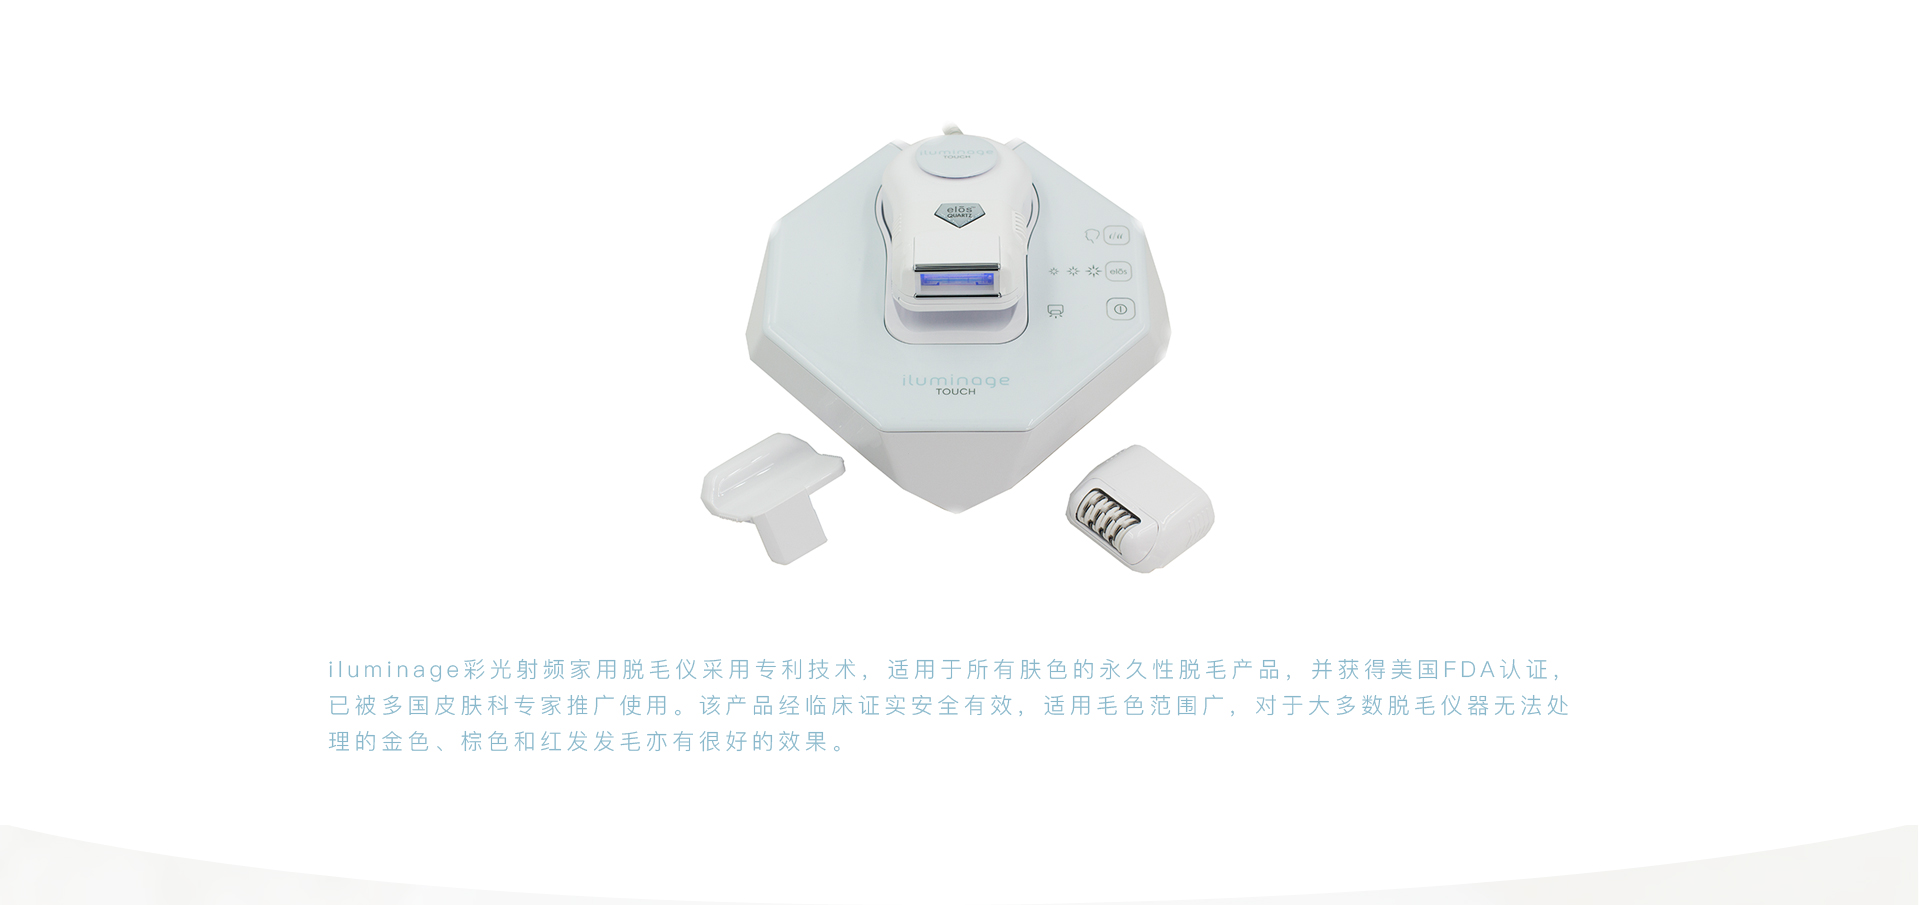 iluminage
TOUCH
elōs
QUARTZ
elōs
iluminage
TOUCH
iluminage彩光射频家用脱毛仪采用专利技术，适用于所有肤色的永久性脱毛产品，并获得美国FDA认证，
已被多国皮肤科专家推广使用。该产品经临床证实安全有效，适用毛色范围广，对于大多数脱毛仪器无法处
理的金色、棕色和红发发毛亦有很好的效果。